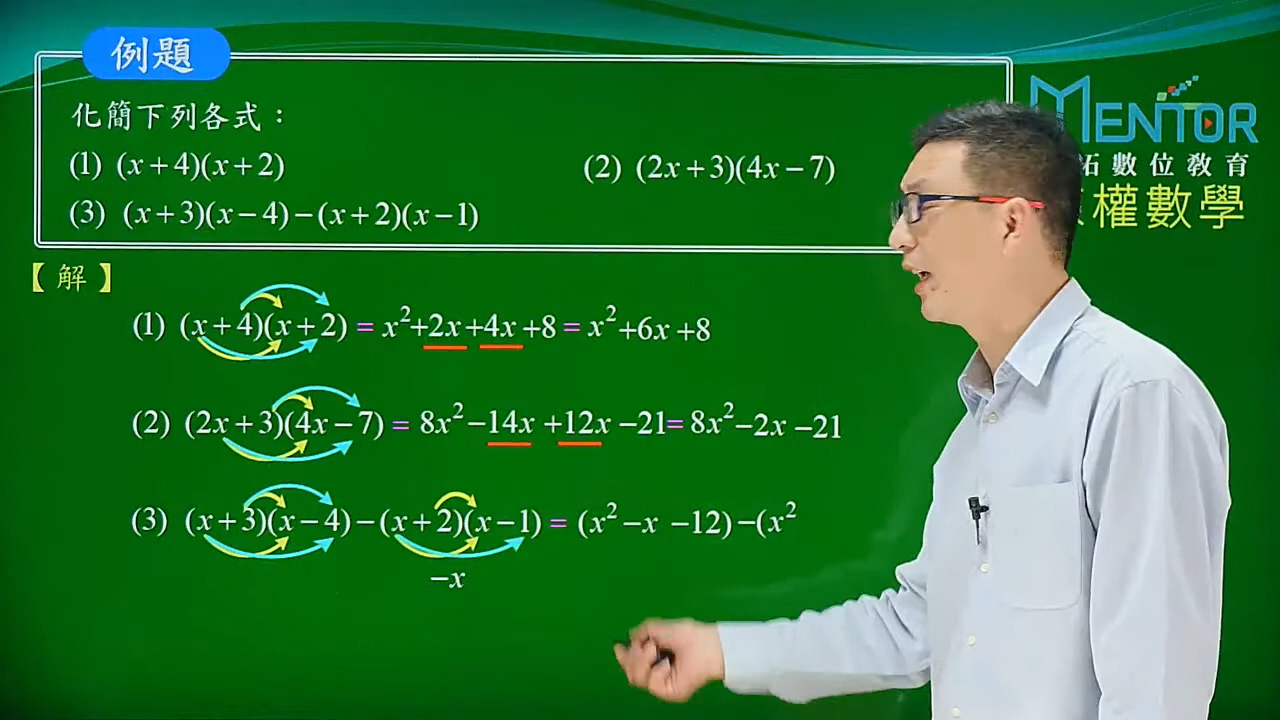 例題
化簡下列各式：
(1) (x+4)(x+2)
(2) (2x+3)(4x−7)
(3) (x+3)(x−4)−(x+2)(x−1)
MENTOR
拓數位教育
權數學
【解】
(1) (x+4)(x+2) = x²+2x+4x+8 = x²+6x+8
(2) (2x+3)(4x−7) = 8x²−14x+12x−21 = 8x²−2x−21
(3) (x+3)(x−4)−(x+2)(x−1) = (x²−x−12)−(x²
−x